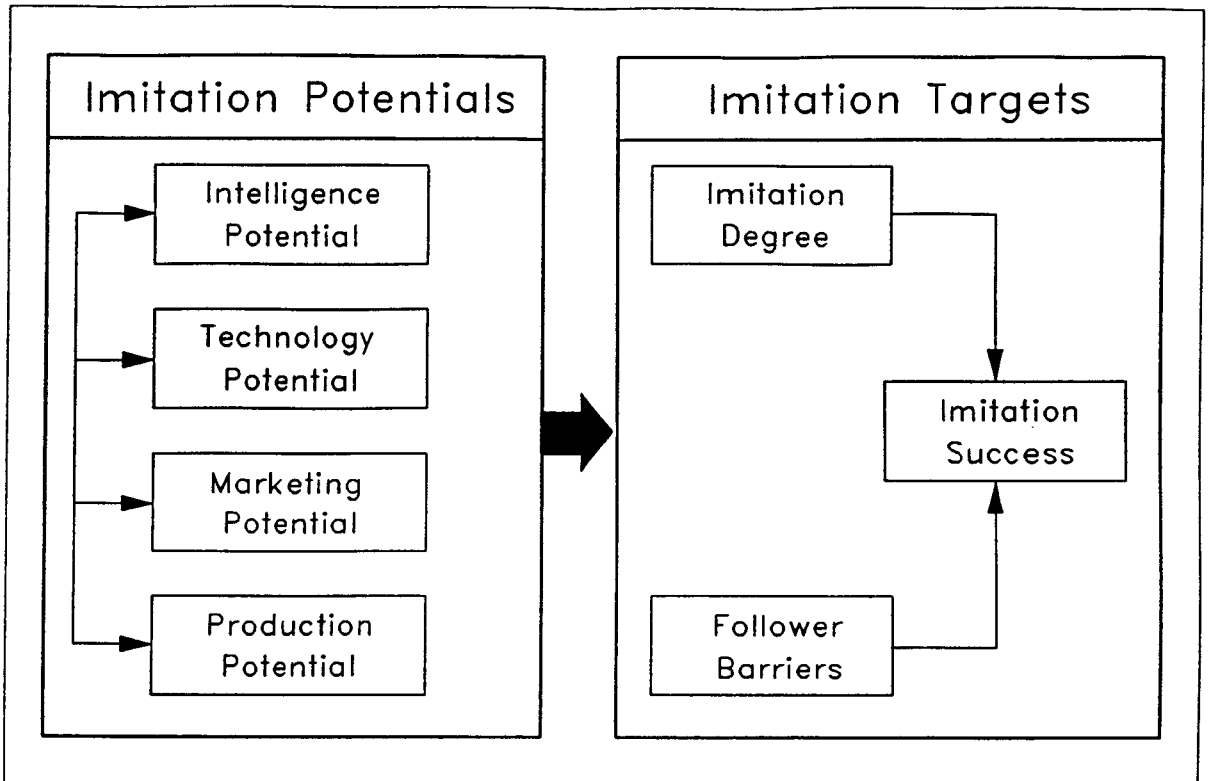 Imitation Potentials
Intelligence
Potential
Technology
Potential
Marketing
Potential
Production
Potential
Imitation Targets
Imitation
Degree
Imitation
Success
Follower
Barriers